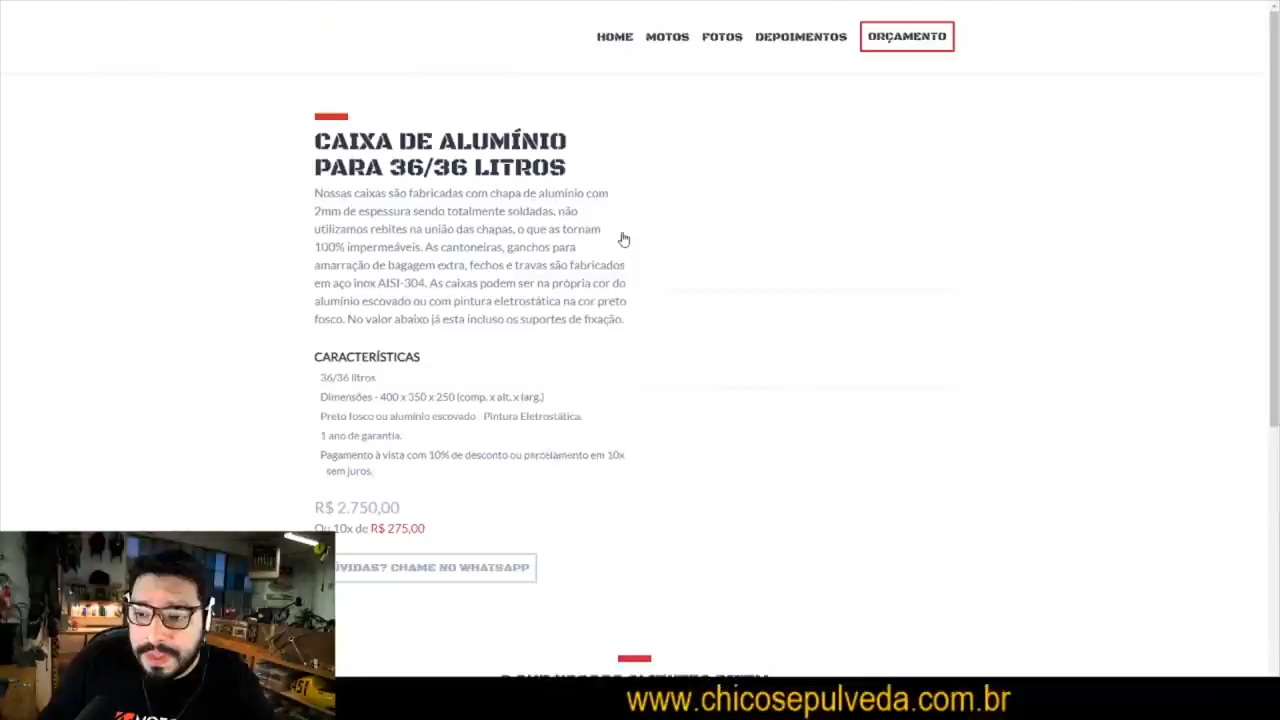 HOME MOTOS FOTOS DEPOIMENTOS ORÇAMENTO
CAIXA DE ALUMÍNIO
PARA 36/36 LITROS
Nossas caixas são fabricadas com chapa de alumínio com
2mm de espessura sendo totalmente soldadas, não
utilizamos rebites na união das chapas, o que as tornam
100% impermeáveis. As cantoneiras, ganchos para
amarração de bagagem extra, fechos e travas são fabricados
em aço inox AISI-304. As caixas podem ser na própria cor do
alumínio escovado ou com pintura eletrostática na cor preto
fosco. No valor abaixo já esta incluso os suportes de fixação.
CARACTERÍSTICAS
36/36 litros
Dimensões - 400 x 350 x 250 (comp. x alt. x larg.)
Preto fosco ou alumínio escovado Pintura Eletrostática.
1 ano de garantia.
Pagamento à vista com 10% de desconto ou parcelamento em 10x
sem juros.
R$ 2.750,00
Ou 10x de R$ 275,00
ÚVIDAS? CHAME NO WHATSAPP
www.chicosepulveda.com.br